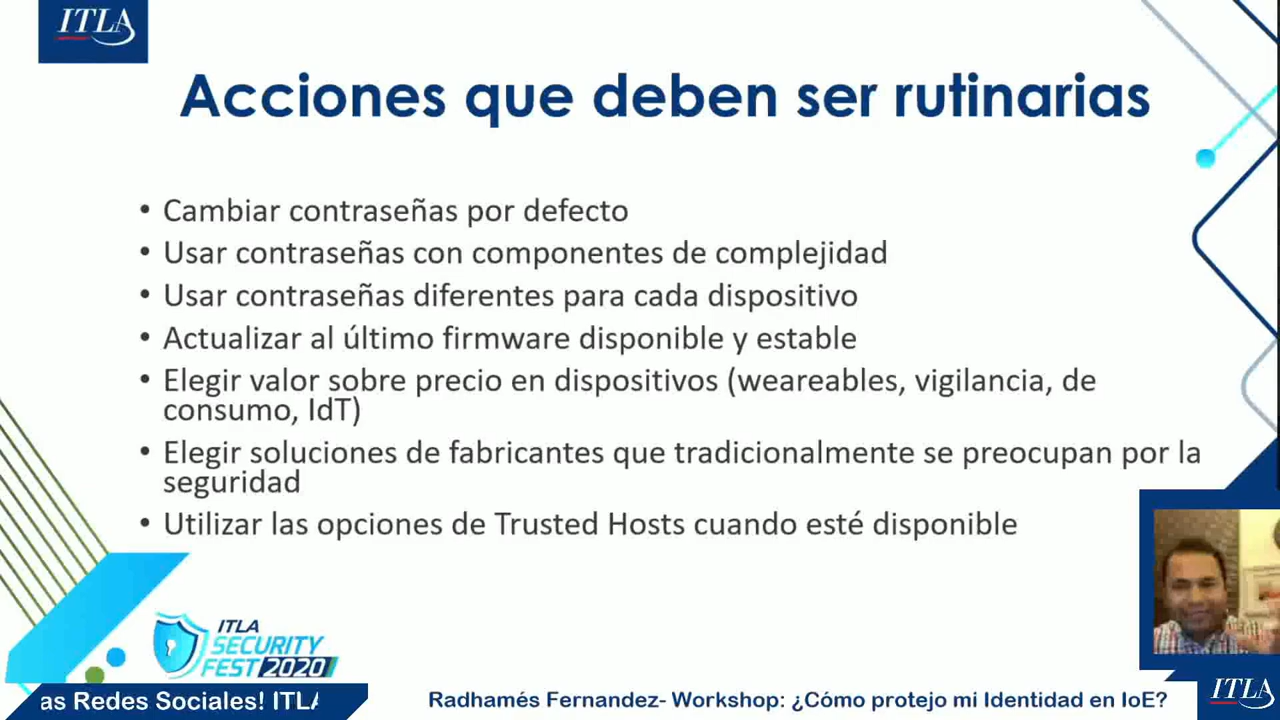 ITLA
Acciones que deben ser rutinarias
• Cambiar contraseñas por defecto
• Usar contraseñas con componentes de complejidad
• Usar contraseñas diferentes para cada dispositivo
• Actualizar al último firmware disponible y estable
• Elegir valor sobre precio en dispositivos (weareables, vigilancia, de
consumo, IdT)
• Elegir soluciones de fabricantes que tradicionalmente se preocupan por la
seguridad
• Utilizar las opciones de Trusted Hosts cuando esté disponible
ITLA
SECURITY
FEST 2020
as Redes Sociales! ITLA
Radhamés Fernandez- Workshop: ¿Cómo protejo mi Identidad en IoE?
ITLA